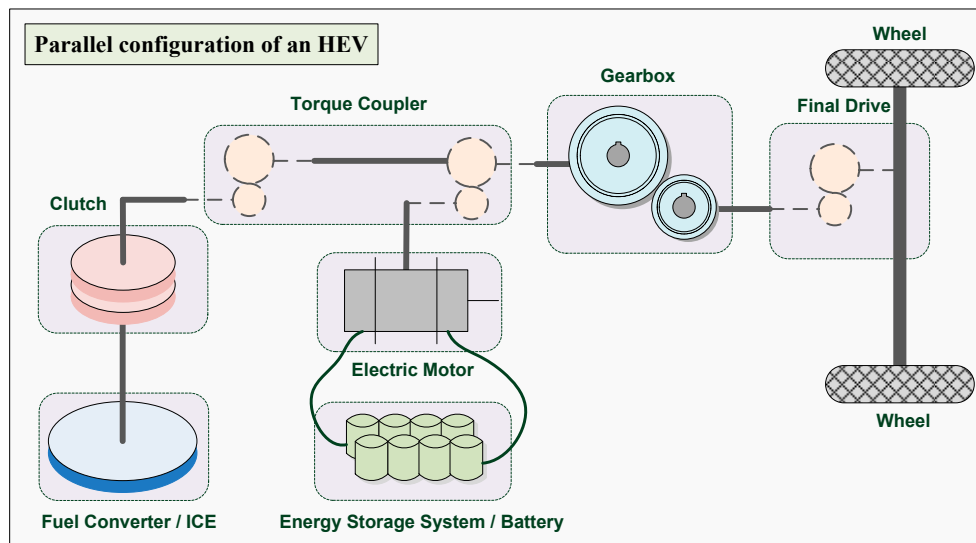 Parallel configuration of an HEV
Wheel
Gearbox
Torque Coupler
Final Drive
Clutch
Electric Motor
Wheel
Fuel Converter / ICE
Energy Storage System / Battery